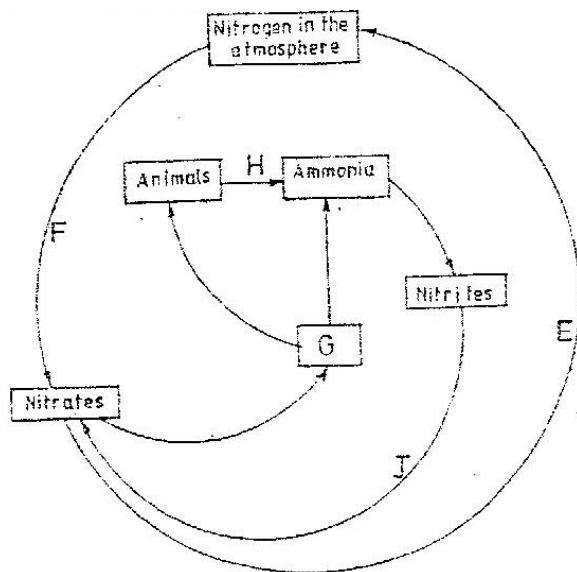 Nitrogen in the
atmosphere
H
Animals
Ammonia
F
Nitrites
G
E
Nitrates
J